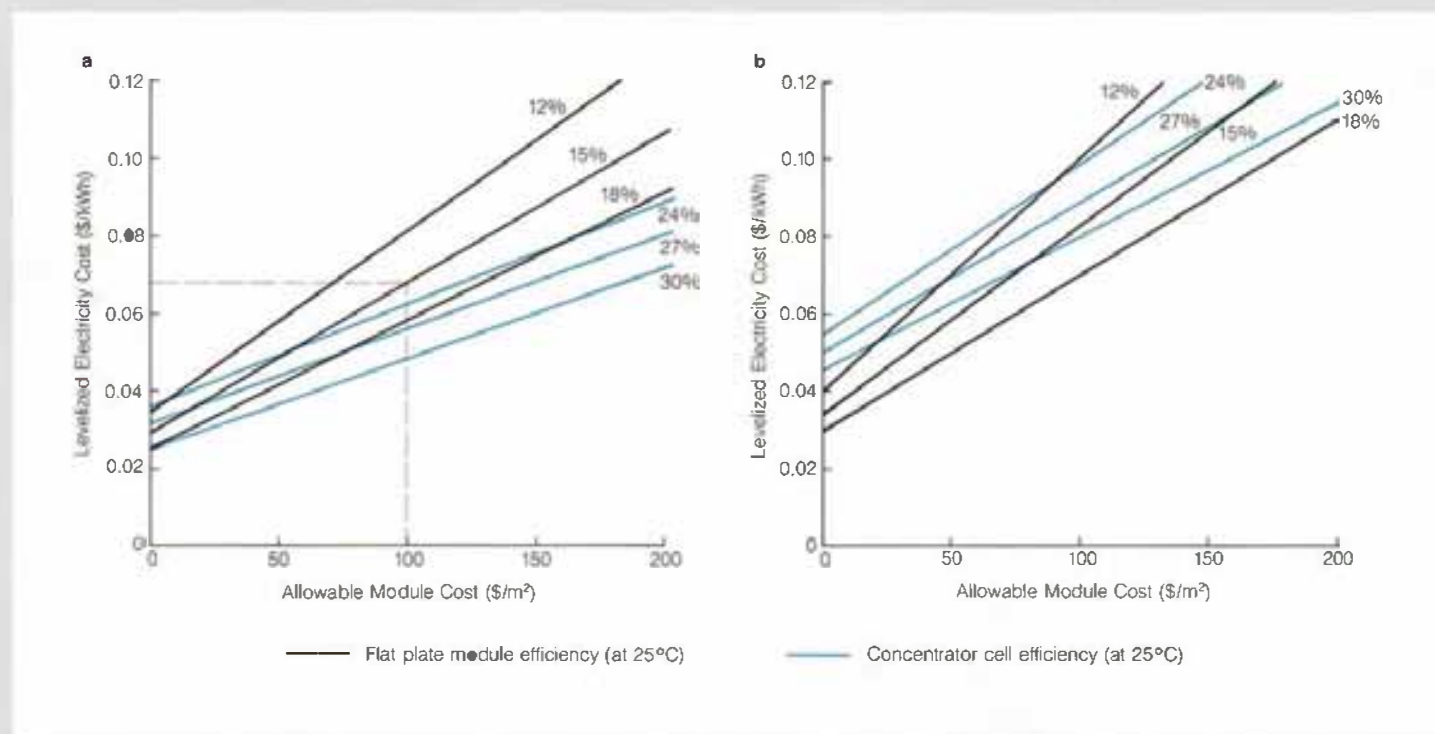 a
0.12
0.10
0.08
0.06
0.04
0.02
0
Levelized Electricity Cost ($/kWh)
12%
15%
18%
24%
27%
30%
0 50 100 150 200
Allowable Module Cost ($/m²)
b
0.12
0.10
0.08
0.06
0.04
0.02
0
Levelized Electricity Cost ($/kWh)
12%
24%
27%
15%
30%
18%
0 50 100 150 200
Allowable Module Cost ($/m²)
Flat plate module efficiency (at 25°C)
Concentrator cell efficiency (at 25°C)